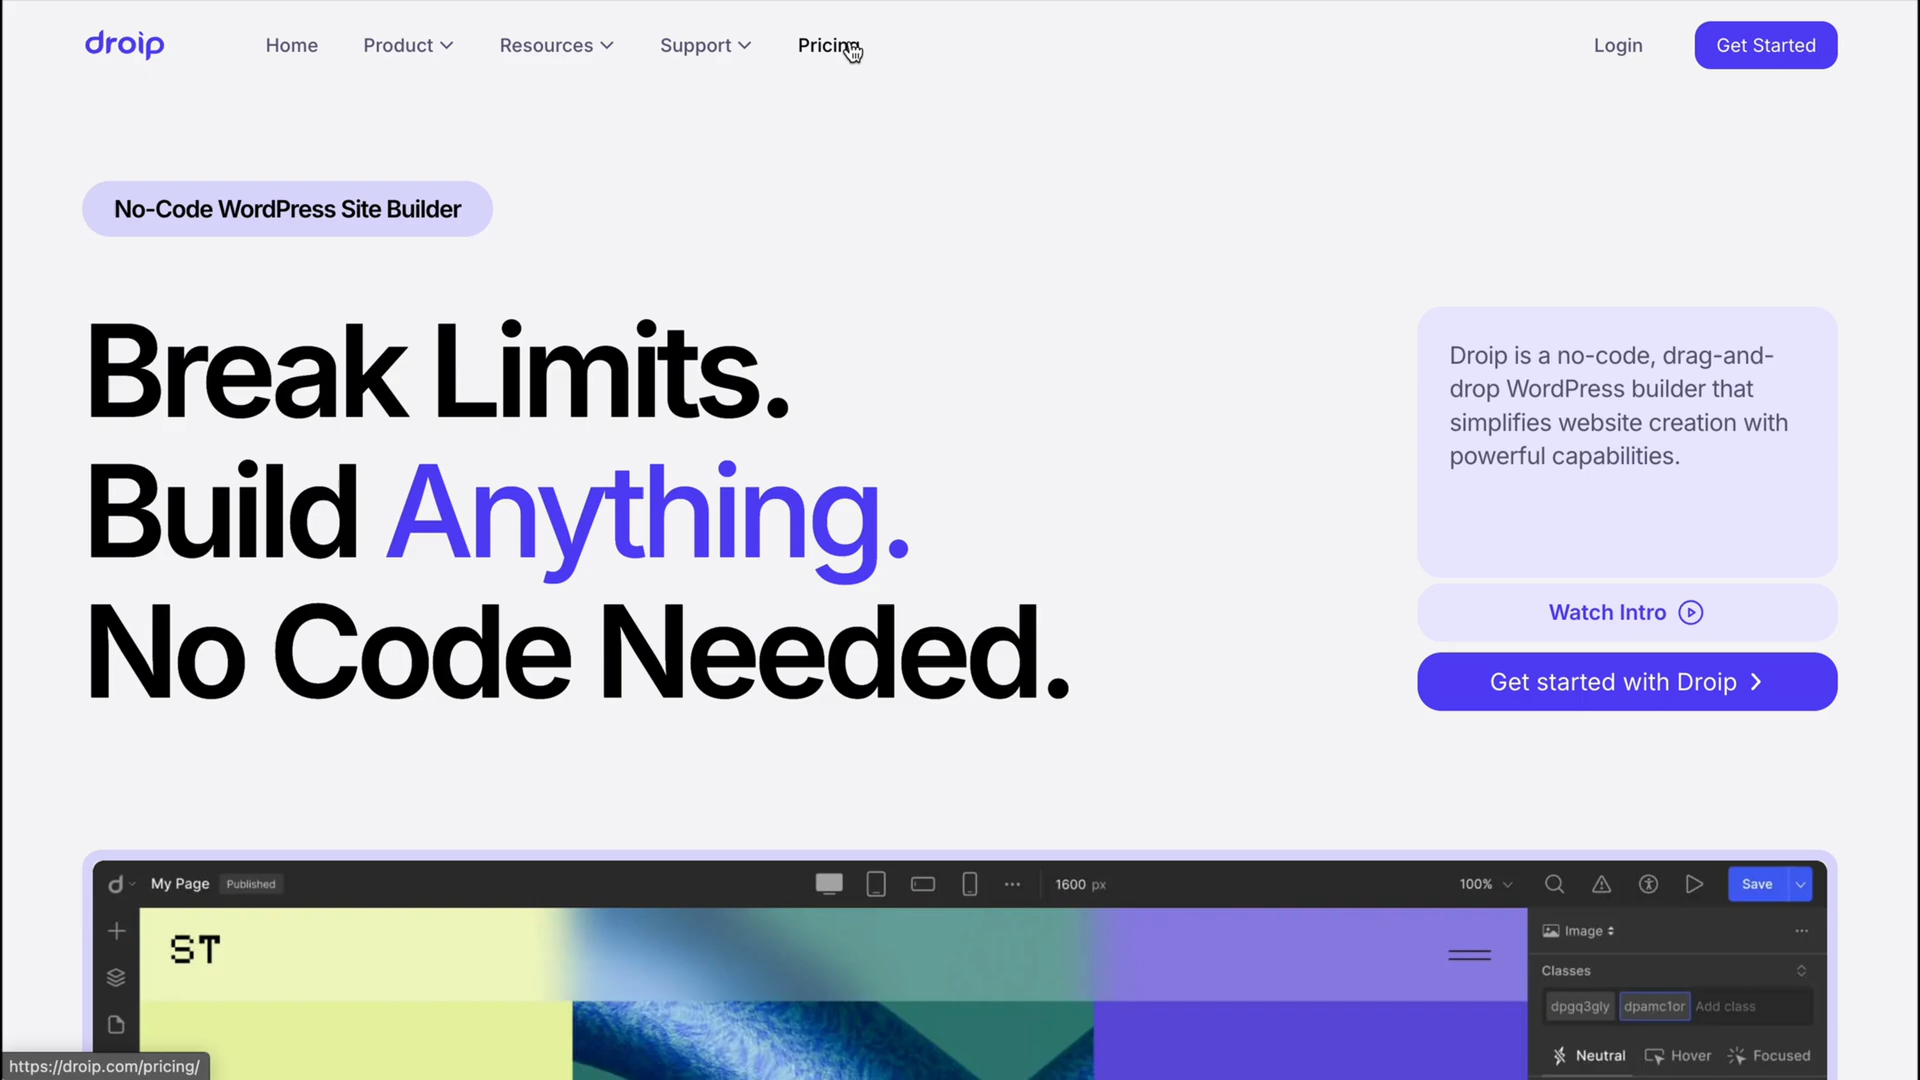 droip
Home
Product
Resources
Support
Pricing
Login
Get Started
No-Code WordPress Site Builder
Break Limits.
Build Anything.
No Code Needed.
Droip is a no-code, drag-and-
drop WordPress builder that
simplifies website creation with
powerful capabilities.
Watch Intro
Get started with Droip
My Page
Published
1600 px
100%
Save
ST
Image
Classes
dpgq3gly
dpamc1or
Add class
Neutral
Hover
Focused
https://droip.com/pricing/